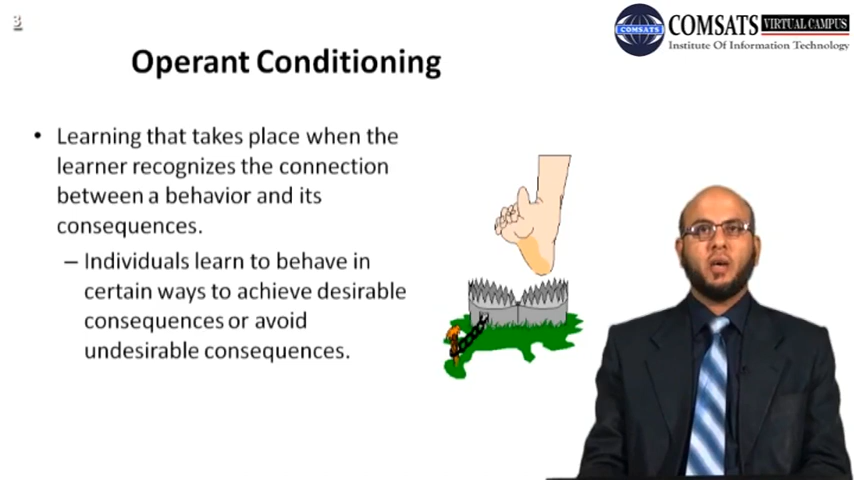 3
COMSATS VIRTUAL CAMPUS
COMSATS
Institute Of Information Technology
Operant Conditioning
• Learning that takes place when the
learner recognizes the connection
between a behavior and its
consequences.
– Individuals learn to behave in
certain ways to achieve desirable
consequences or avoid
undesirable consequences.